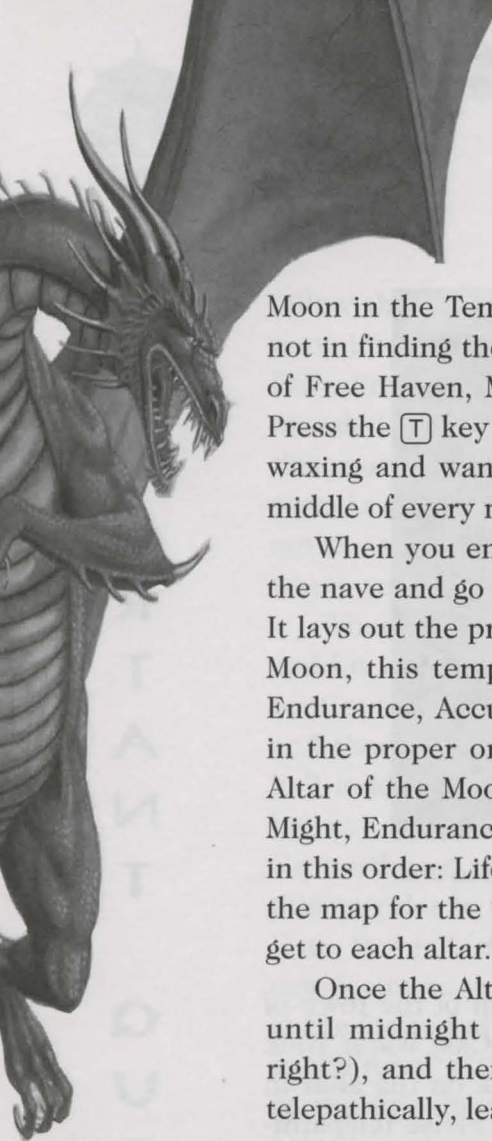 Moon in the Tem
not in finding the
of Free Haven, M
Press the T key
waxing and wan
middle of every m
When you en
the nave and go
It lays out the pr
Moon, this temp
Endurance, Accu
in the proper or
Altar of the Moo
Might, Enduranc
in this order: Life
the map for the
get to each altar.
Once the Alt
until midnight
right?), and then
telepathically, lea